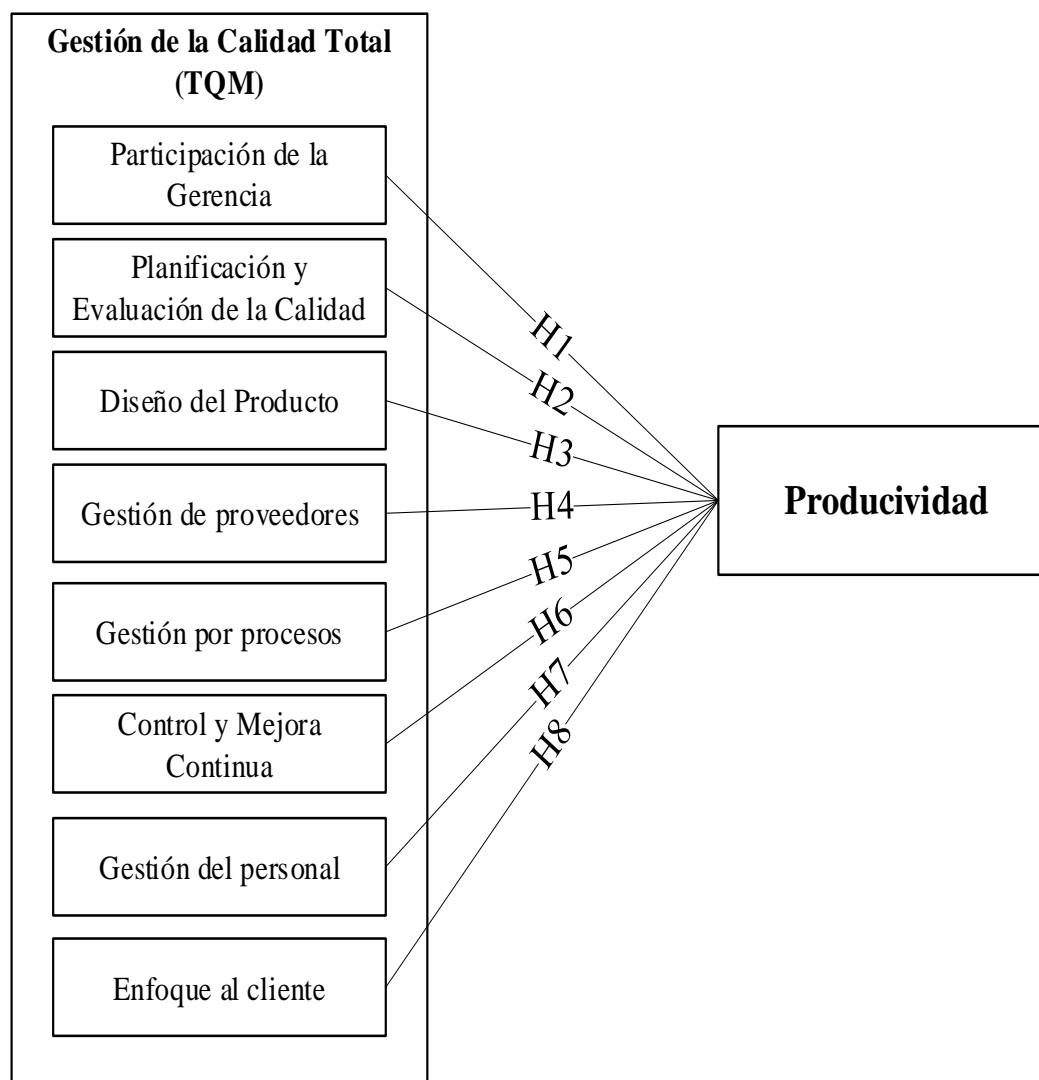 Gestión de la Calidad Total
(TQM)
Participación de la
Gerencia
Planificación y
Evaluación de la Calidad
Diseño del Producto
Gestión de proveedores
Gestión por procesos
Control y Mejora
Continua
Gestión del personal
Enfoque al cliente
H1
H2
H3
H4
H5
H6
H7
H8
Producividad